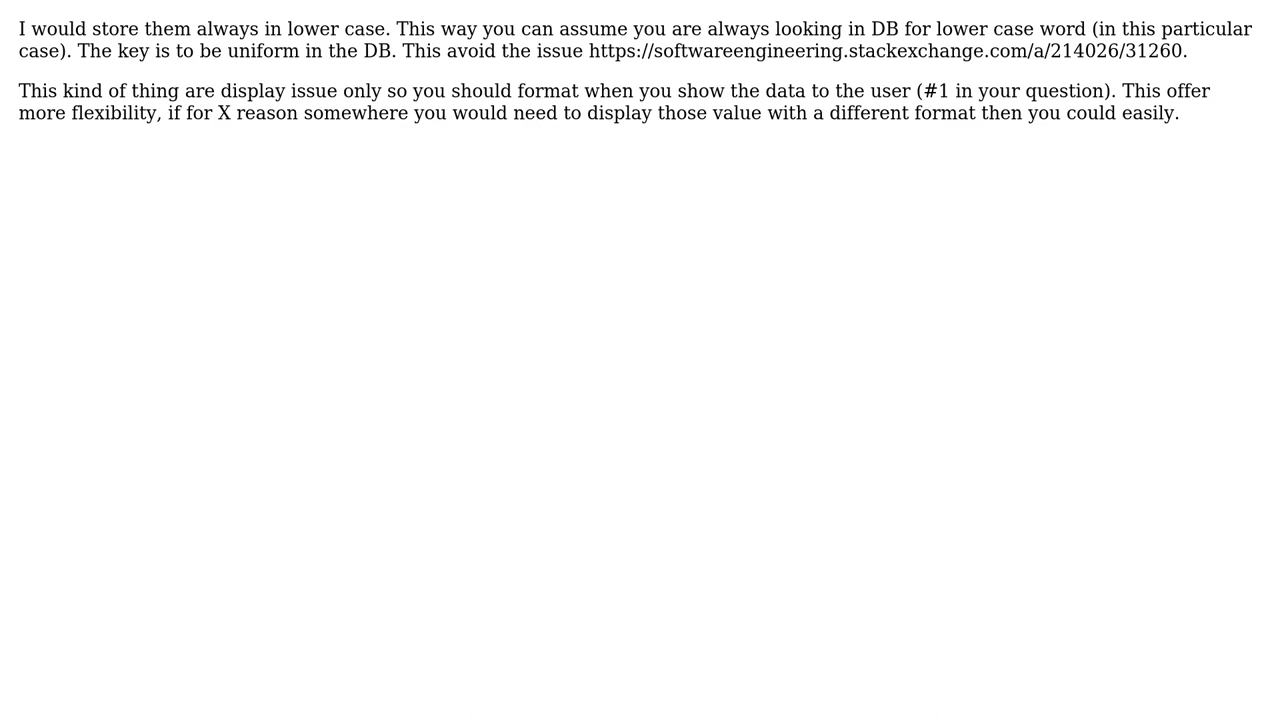 I would store them always in lower case. This way you can assume you are always looking in DB for lower case word (in this particular
case). The key is to be uniform in the DB. This avoid the issue https://softwareengineering.stackexchange.com/a/214026/31260.
This kind of thing are display issue only so you should format when you show the data to the user (#1 in your question). This offer
more flexibility, if for X reason somewhere you would need to display those value with a different format then you could easily.